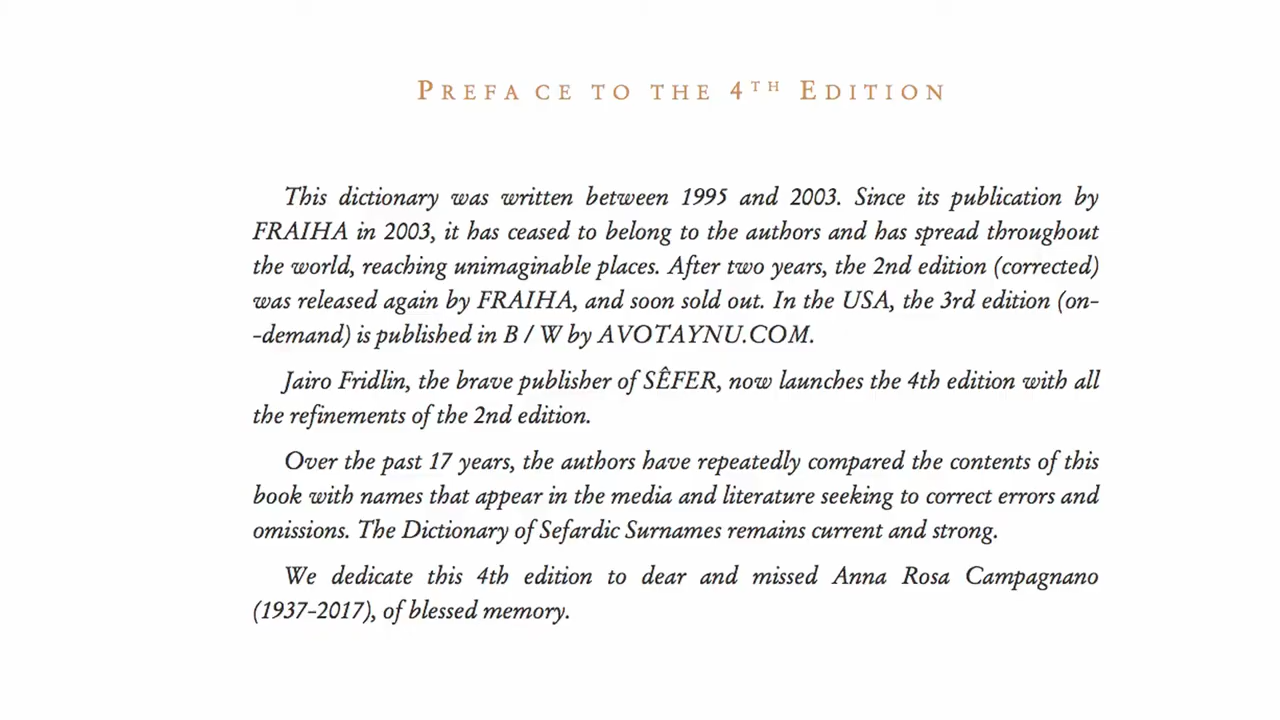 PREFACE TO THE 4TH EDITION
This dictionary was written between 1995 and 2003. Since its publication by
FRAIHA in 2003, it has ceased to belong to the authors and has spread throughout
the world, reaching unimaginable places. After two years, the 2nd edition (corrected)
was released again by FRAIHA, and soon sold out. In the USA, the 3rd edition (on-
-demand) is published in B / W by AVOTAYNU.COM.
Jairo Fridlin, the brave publisher of SÊFER, now launches the 4th edition with all
the refinements of the 2nd edition.
Over the past 17 years, the authors have repeatedly compared the contents of this
book with names that appear in the media and literature seeking to correct errors and
omissions. The Dictionary of Sefardic Surnames remains current and strong.
We dedicate this 4th edition to dear and missed Anna Rosa Campagnano
(1937-2017), of blessed memory.